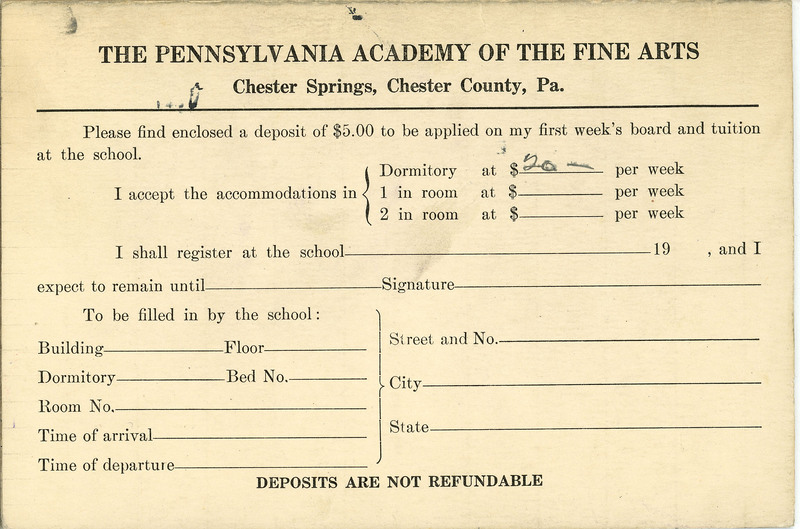 THE PENNSYLVANIA ACADEMY OF THE FINE ARTS
Chester Springs, Chester County, Pa.
Please find enclosed a deposit of $5.00 to be applied on my first week's board and tuition
at the school.
I accept the accommodations in
Dormitory at $20 — per week
1 in room at $ per week
2 in room at $ per week
I shall register at the school 19 , and I
expect to remain until Signature
To be filled in by the school:
Building Floor
Dormitory Bed No.
Room No.
Time of arrival
Time of departure
Street and No.
City
State
DEPOSITS ARE NOT REFUNDABLE